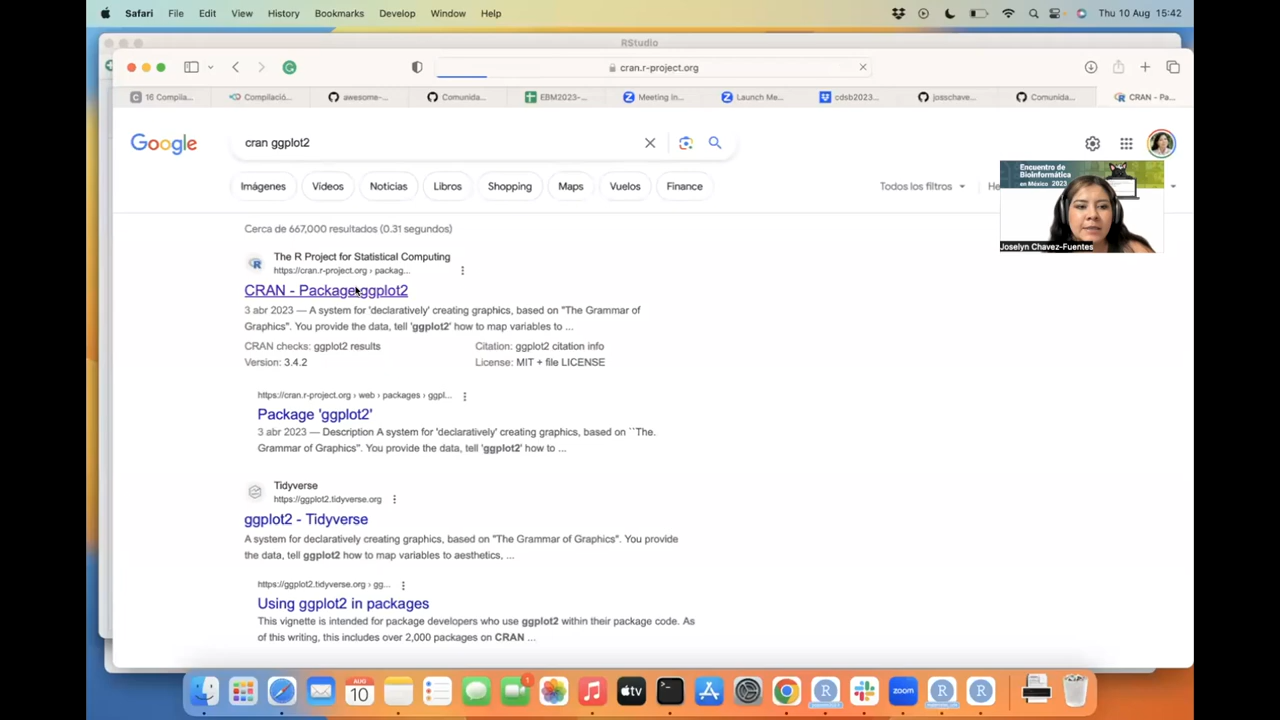 Safari File Edit View History Bookmarks Develop Window Help Thu 10 Aug 15:42
RStudio
cran.r-project.org
16 Compila... Compilació... awesome-... Comunida... EBM2023-... Meeting in... Launch Me... cdsb2023... josschave... Comunida... CRAN - Pa...
Google
cran ggplot2
Imágenes Videos Noticias Libros Shopping Maps Vuelos Finance Todos los filtros
Encuentro de
Bioinformática
en México 2023
Joselyn Chavez-Fuentes
Cerca de 667,000 resultados (0.31 segundos)
The R Project for Statistical Computing
https://cran.r-project.org › packag...
CRAN - Package ggplot2
3 abr 2023 — A system for 'declaratively' creating graphics, based on "The Grammar of
Graphics". You provide the data, tell 'ggplot2' how to map variables to ...
CRAN checks: ggplot2 results Citation: ggplot2 citation info
Version: 3.4.2 License: MIT + file LICENSE
https://cran.r-project.org › web › packages › ggpl...
Package 'ggplot2'
3 abr 2023 — Description A system for 'declaratively' creating graphics, based on ``The.
Grammar of Graphics". You provide the data, tell 'ggplot2' how to ...
Tidyverse
https://ggplot2.tidyverse.org
ggplot2 - Tidyverse
A system for declaratively creating graphics, based on "The Grammar of Graphics". You provide
the data, tell ggplot2 how to map variables to aesthetics, ...
https://ggplot2.tidyverse.org › gg...
Using ggplot2 in packages
This vignette is intended for package developers who use ggplot2 within their package code. As
of this writing, this includes over 2,000 packages on CRAN ...
AUG
10
tv
zoom